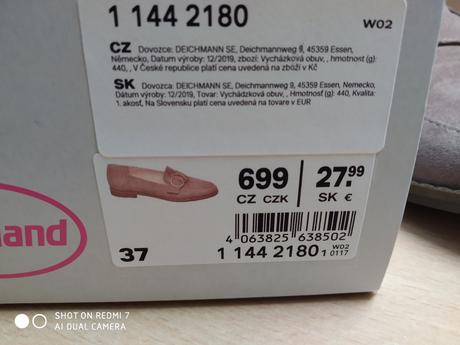 1 144 2180 W02
CZ Dovozce: DEICHMANN SE, Deichmannweg 9, 45359 Essen,
Německo, Datum výroby: 12/2019, zbozi: Vycházková obuv, , hmotnost (g):
440, , V České republice platí cena uvedená na zboží v Kč
SK Dovozca: DEICHMANN SE, Deichmannweg 9, 45359 Essen, Nemecko,
Dátum výroby: 12/2019, Tovar: Vychádzková obuv, , Hmotnosť (g): 440, Kvalita:
1. akosť, Na Slovensku platí cena uvedená na tovare v EUR
699 27.99
CZ CZK SK €
and
4 063825 638502
37
1 144 2180 1 W02 0117
SHOT ON REDMI 7
AI DUAL CAMERA